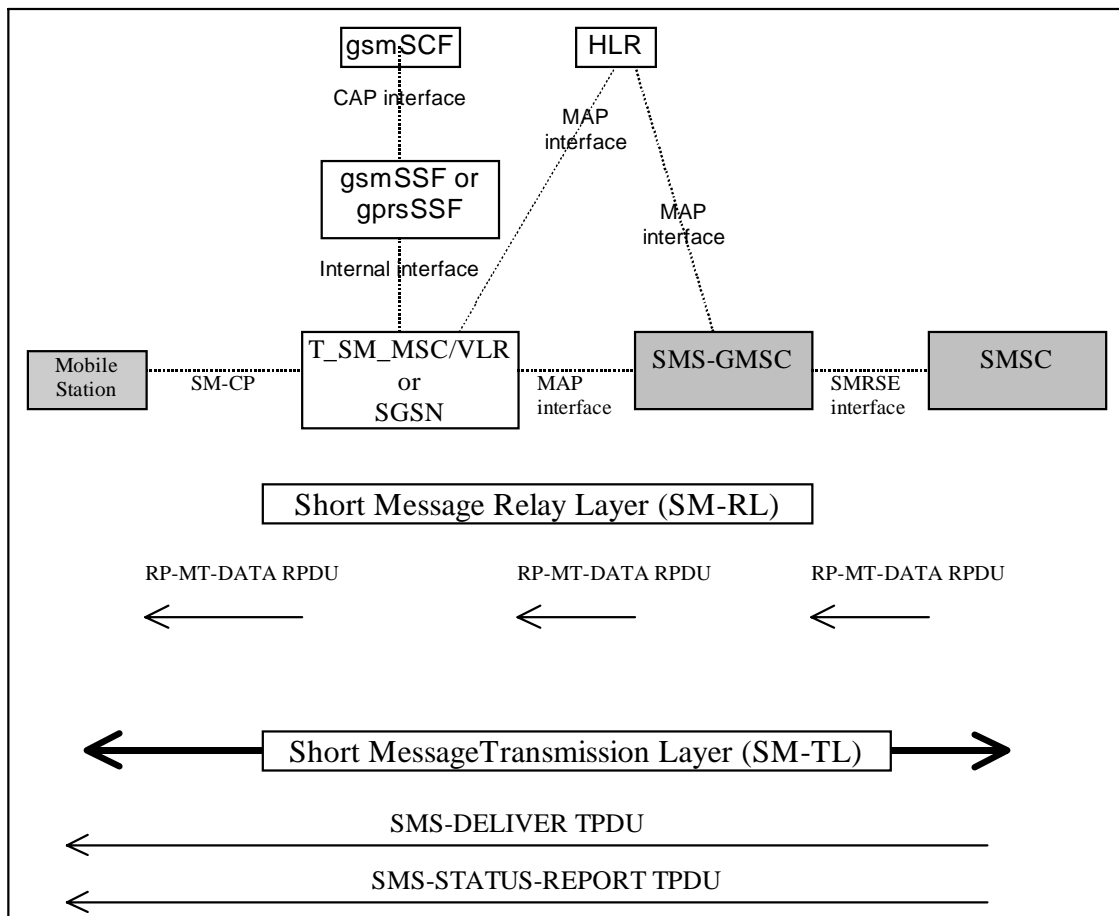 gsmSCF
HLR
CAP interface
MAP
interface
gsmSSF or
gprsSSF
MAP
interface
Internal interface
Mobile
Station
SM-CP
T_SM_MSC/VLR
or
SGSN
MAP
interface
SMS-GMSC
SMRSE
interface
SMSC
Short Message Relay Layer (SM-RL)
RP-MT-DATA RPDU
RP-MT-DATA RPDU
RP-MT-DATA RPDU
Short MessageTransmission Layer (SM-TL)
SMS-DELIVER TPDU
SMS-STATUS-REPORT TPDU